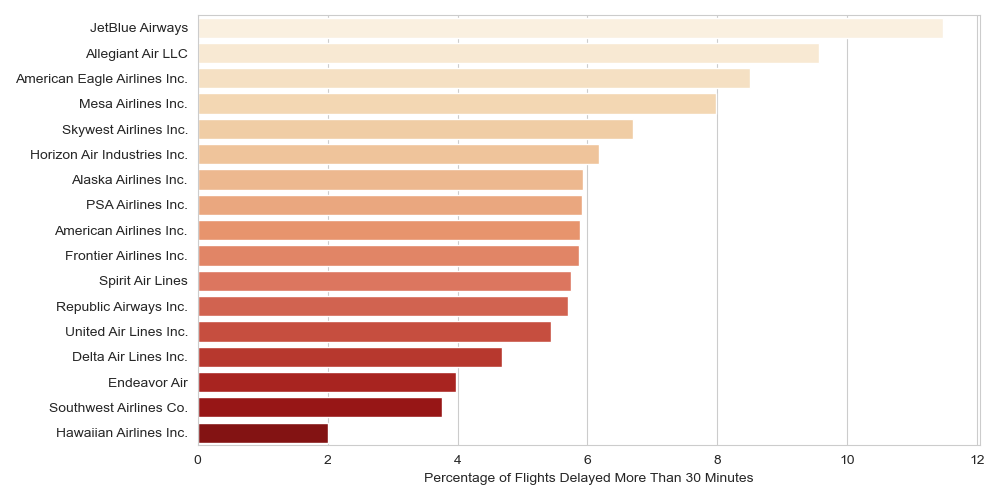 JetBlue Airways
Allegiant Air LLC
American Eagle Airlines Inc.
Mesa Airlines Inc.
Skywest Airlines Inc.
Horizon Air Industries Inc.
Alaska Airlines Inc.
PSA Airlines Inc.
American Airlines Inc.
Frontier Airlines Inc.
Spirit Air Lines
Republic Airways Inc.
United Air Lines Inc.
Delta Air Lines Inc.
Endeavor Air
Southwest Airlines Co.
Hawaiian Airlines Inc.
0 2 4 6 8 10 12
Percentage of Flights Delayed More Than 30 Minutes